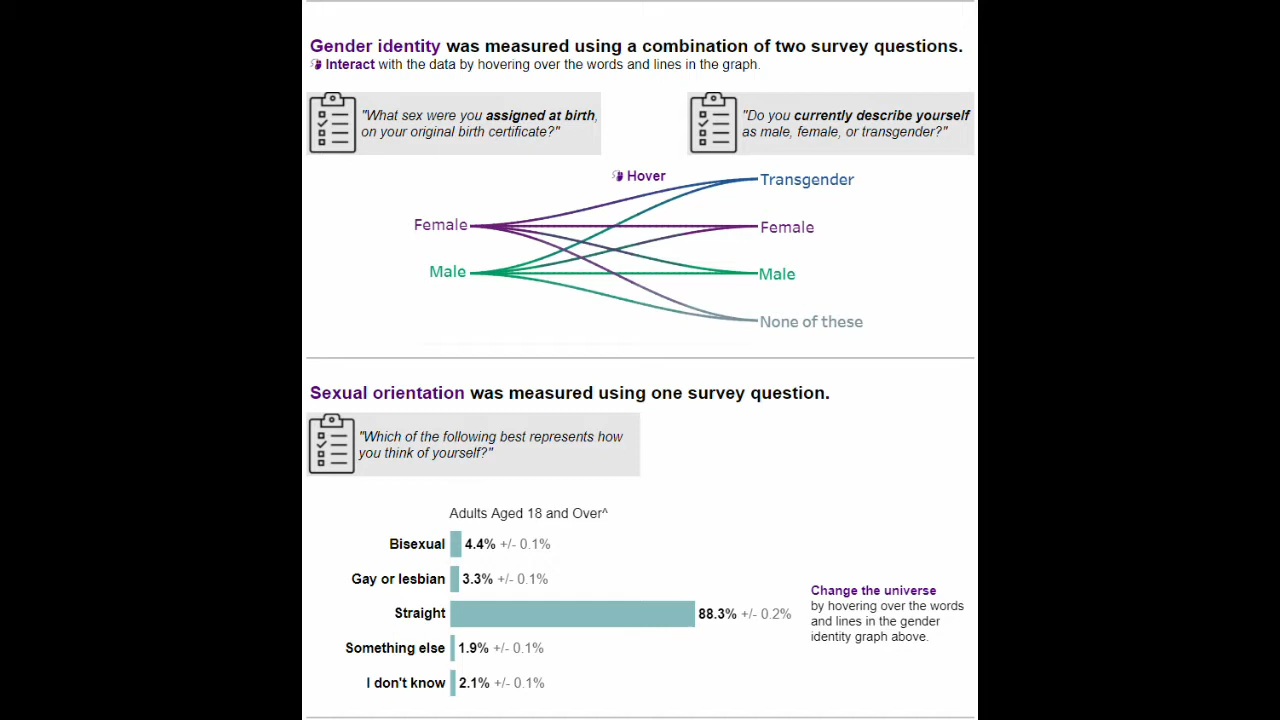 Gender identity was measured using a combination of two survey questions.
Interact with the data by hovering over the words and lines in the graph.
"What sex were you assigned at birth,
on your original birth certificate?"
"Do you currently describe yourself
as male, female, or transgender?"
Hover
Transgender
Female
Female
Male
Male
None of these
Sexual orientation was measured using one survey question.
"Which of the following best represents how
you think of yourself?"
Adults Aged 18 and Over^
Bisexual 4.4% +/- 0.1%
Gay or lesbian 3.3% +/- 0.1%
Straight 88.3% +/- 0.2%
Something else 1.9% +/- 0.1%
I don't know 2.1% +/- 0.1%
Change the universe
by hovering over the words
and lines in the gender
identity graph above.